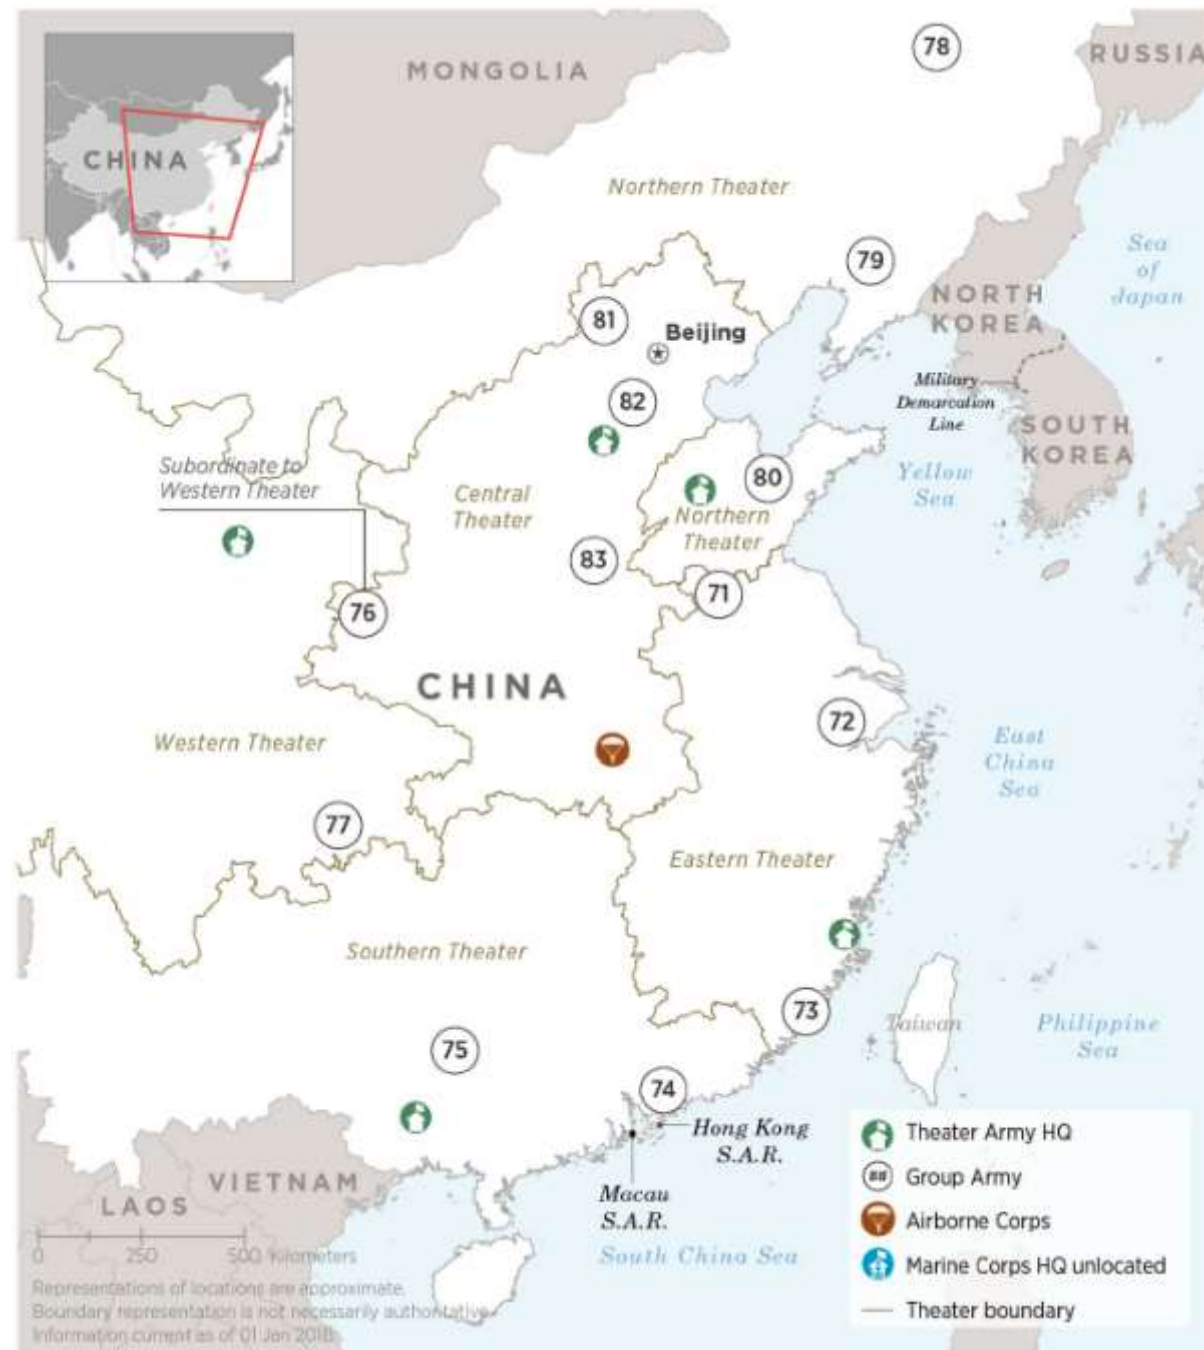 78
RUSSIA
MONGOLIA
CHINA
Northern Theater
Sea
of
Japan
79
NORTH
KOREA
81
Beijing
Military
Demarcation
Line
82
SOUTH
KOREA
Subordinate to
Western Theater
Yellow
Sea
80
Central
Theater
Northern
Theater
83
71
76
CHINA
72
East
China
Sea
Western Theater
77
Eastern Theater
Southern Theater
73
Taiwan
Philippine
Sea
75
74
Hong Kong
S.A.R.
Macau
S.A.R.
VIETNAM
LAOS
South China Sea
0 250 500 Kilometers
Representations of locations are approximate.
Boundary representation is not necessarily authoritative.
Information current as of 01 Jan 2018
Theater Army HQ
## Group Army
Airborne Corps
Marine Corps HQ unlocated
Theater boundary